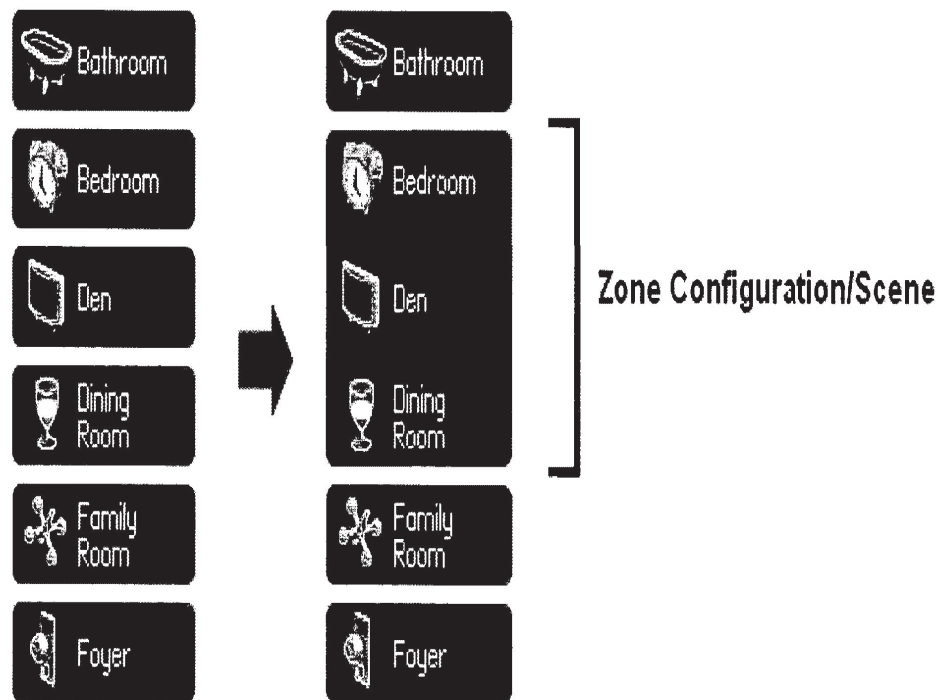 Bathroom
Bedroom
Den
Dining
Room
Family
Room
Foyer
Bathroom
Bedroom
Den
Dining
Room
Family
Room
Foyer
Zone Configuration/Scene